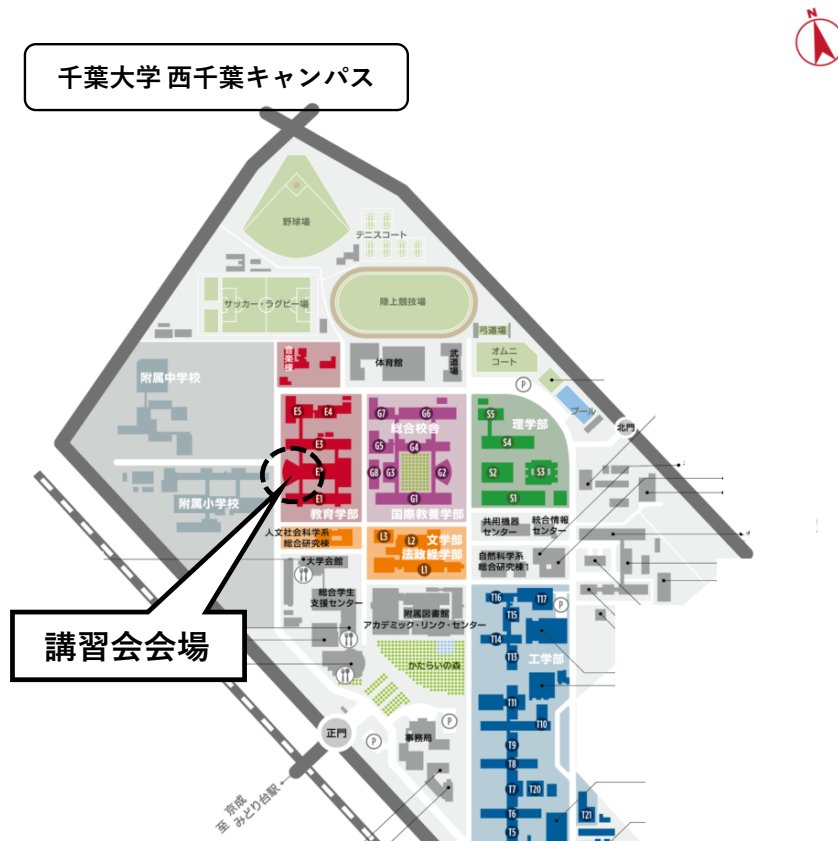 N
千葉大学 西千葉キャンパス
野球場
テニスコート
サッカー・ラグビー場
陸上競技場
弓道場
音楽棟
体育館
武道場
オムニ
コート
附属中学校
P
プール
北門
E5
E4
G7
G6
S5
理学部
総合校舎
E3
G5
G4
S4
E2
G8
G3
G2
S2
S3
附属小学校
E1
G1
S1
教育学部
国際教養学部
人文社会科学系
総合研究棟
L3
L2
文学部
法政経学部
L1
共用機器
センター
統合情報
センター
自然科学系
総合研究棟1
大学会館
総合学生
支援センター
附属図書館
アカデミック・リンク・センター
T16
T17
P
T15
T14
T13
工学部
講習会会場
かたらいの森
T11
T10
正門
P
P
事務局
T9
T8
T7
T20
T6
T21
T5
至 京成
みどり台駅